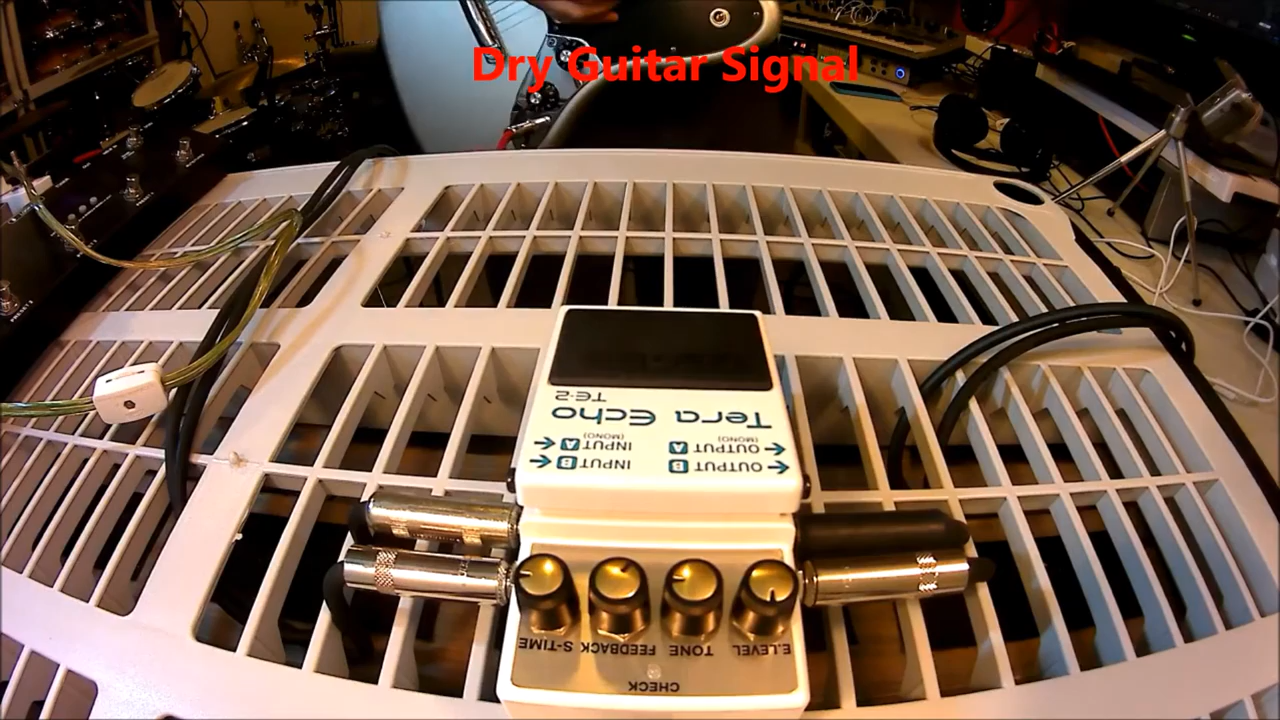 Dry Guitar Signal
CHECK
E.LEVEL TONE FEEDBACK S-TIME
OUTPUT B INPUT B
OUTPUT A INPUT A
(MONO) (MONO)
Tera Echo
TE-2